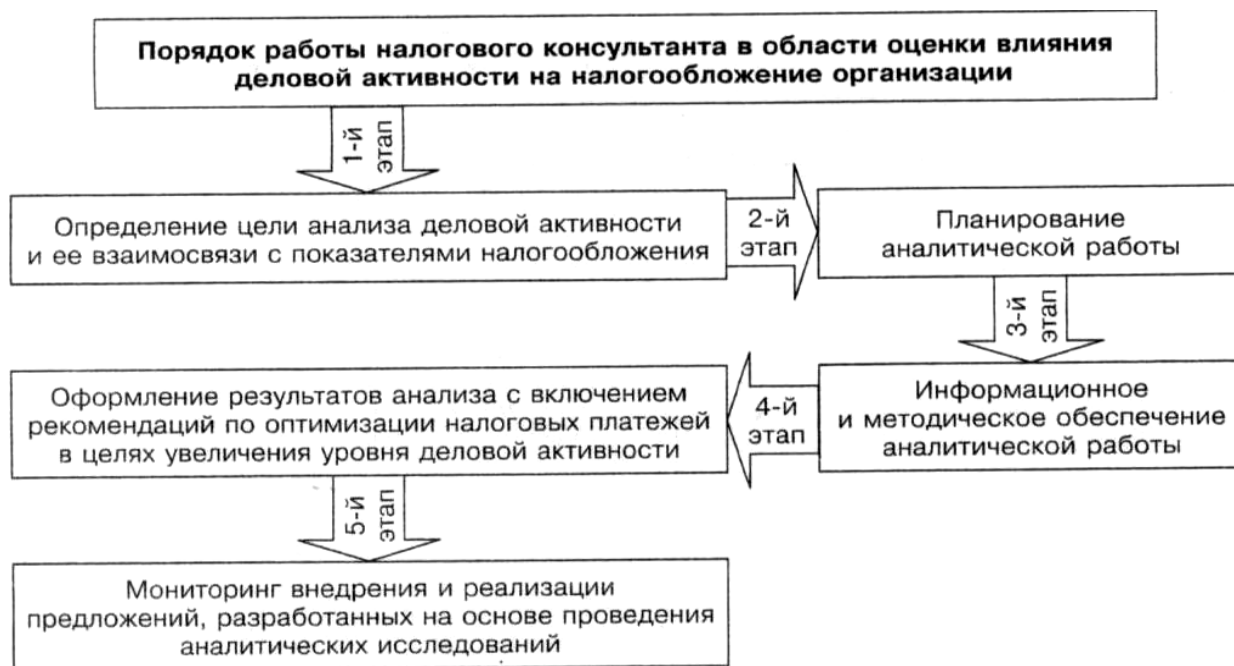 Порядок работы налогового консультанта в области оценки влияния
деловой активности на налогообложение организации
1-й
этап
Определение цели анализа деловой активности
и ее взаимосвязи с показателями налогообложения
2-й
этап
Планирование
аналитической работы
3-й
этап
Информационное
и методическое обеспечение
аналитической работы
4-й
этап
Оформление результатов анализа с включением
рекомендаций по оптимизации налоговых платежей
в целях увеличения уровня деловой активности
5-й
этап
Мониторинг внедрения и реализации
предложений, разработанных на основе проведения
аналитических исследований